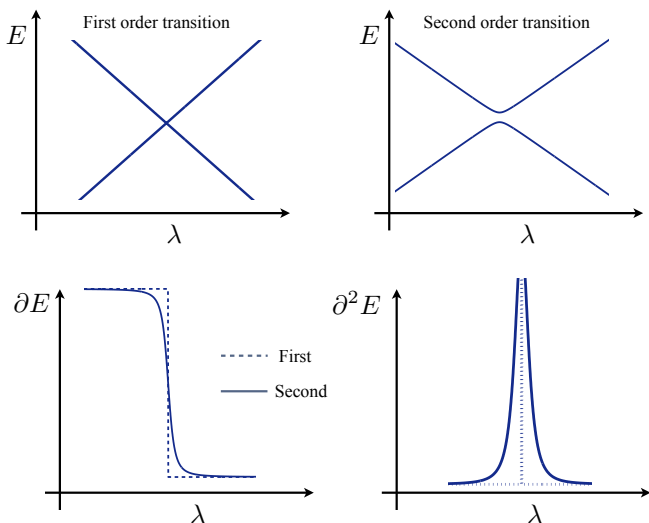 First order transition
E
λ
Second order transition
E
λ
∂E
First
Second
λ
∂²E
λ